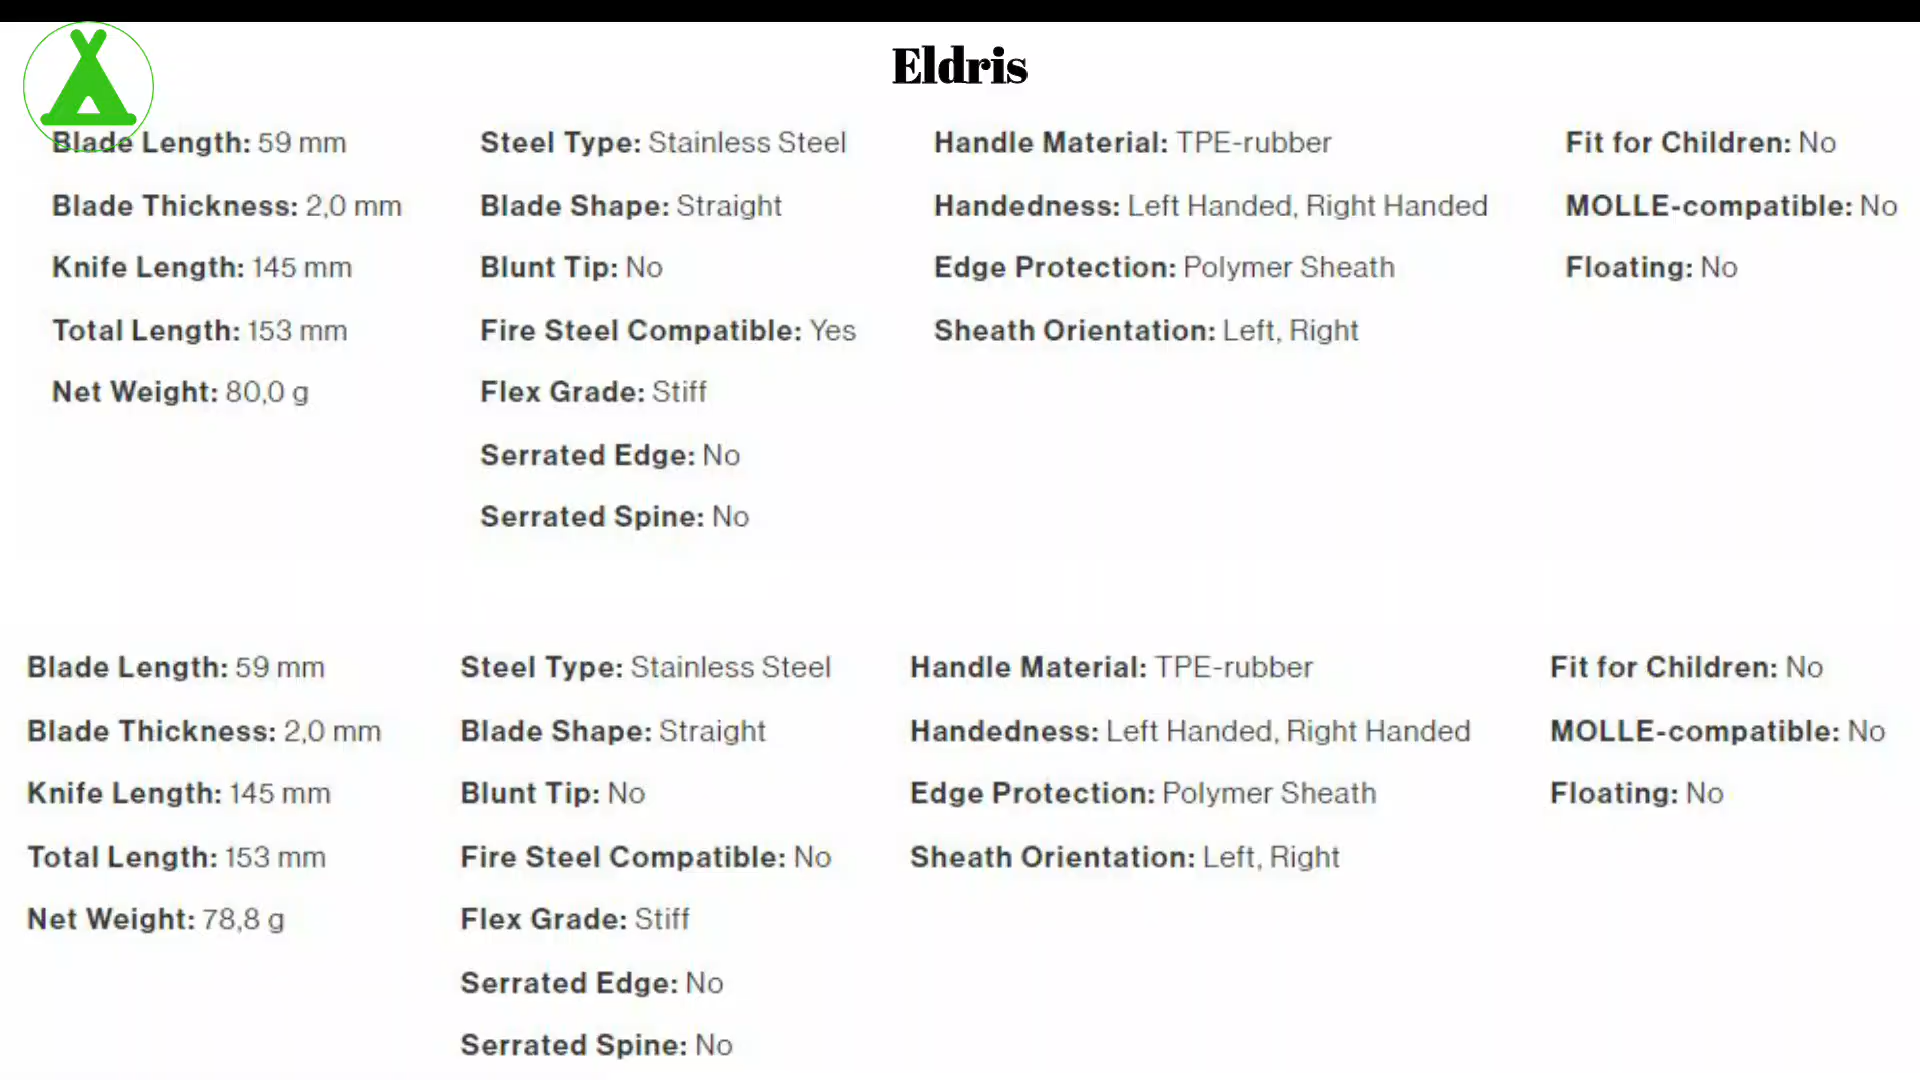 Eldris
Blade Length: 59 mm
Blade Thickness: 2,0 mm
Knife Length: 145 mm
Total Length: 153 mm
Net Weight: 80,0 g
Steel Type: Stainless Steel
Blade Shape: Straight
Blunt Tip: No
Fire Steel Compatible: Yes
Flex Grade: Stiff
Serrated Edge: No
Serrated Spine: No
Handle Material: TPE-rubber
Handedness: Left Handed, Right Handed
Edge Protection: Polymer Sheath
Sheath Orientation: Left, Right
Fit for Children: No
MOLLE-compatible: No
Floating: No
Blade Length: 59 mm
Blade Thickness: 2,0 mm
Knife Length: 145 mm
Total Length: 153 mm
Net Weight: 78,8 g
Steel Type: Stainless Steel
Blade Shape: Straight
Blunt Tip: No
Fire Steel Compatible: No
Flex Grade: Stiff
Serrated Edge: No
Serrated Spine: No
Handle Material: TPE-rubber
Handedness: Left Handed, Right Handed
Edge Protection: Polymer Sheath
Sheath Orientation: Left, Right
Fit for Children: No
MOLLE-compatible: No
Floating: No